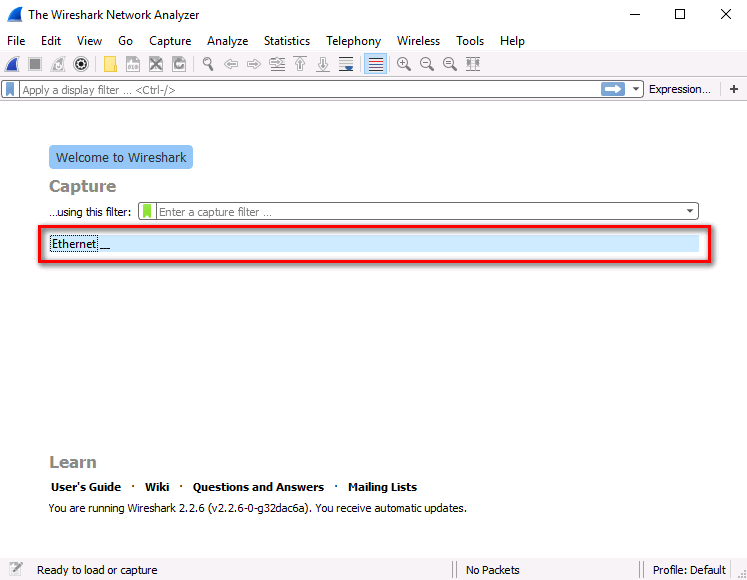 The Wireshark Network Analyzer
File Edit View Go Capture Analyze Statistics Telephony Wireless Tools Help
Apply a display filter ... <Ctrl-/> Expression... +
Welcome to Wireshark
Capture
...using this filter: Enter a capture filter ...
Ethernet
Learn
User's Guide · Wiki · Questions and Answers · Mailing Lists
You are running Wireshark 2.2.6 (v2.2.6-0-g32dac6a). You receive automatic updates.
Ready to load or capture No Packets Profile: Default